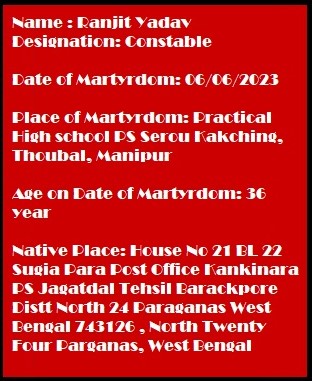 Name : Ranjit Yadav
Designation: Constable
Date of Martyrdom: 06/06/2023
Place of Martyrdom: Practical
High school PS Serou Kakching,
Thoubal, Manipur
Age on Date of Martyrdom: 36
year
Native Place: House No 21 BL 22
Sugia Para Post Office Kankinara
PS Jagatdal Tehsil Barackpore
Distt North 24 Paraganas West
Bengal 743126 , North Twenty
Four Parganas, West Bengal